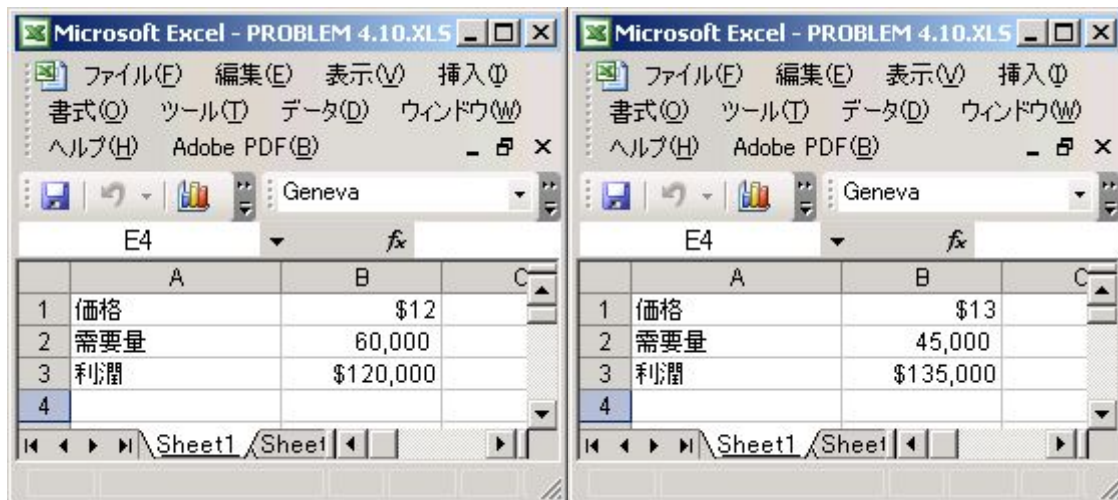 Microsoft Excel - PROBLEM 4.10.XLS
ファイル(F) 編集(E) 表示(V) 挿入(I)
書式(O) ツール(T) データ(D) ウィンドウ(W)
ヘルプ(H) Adobe PDF(B)
Geneva
E4 fx
A B C
1 価格 $12
2 需要量 60,000
3 利潤 $120,000
4
Sheet1 Sheet
Microsoft Excel - PROBLEM 4.10.XLS
ファイル(F) 編集(E) 表示(V) 挿入(I)
書式(O) ツール(T) データ(D) ウィンドウ(W)
ヘルプ(H) Adobe PDF(B)
Geneva
E4 fx
A B C
1 価格 $13
2 需要量 45,000
3 利潤 $135,000
4
Sheet1 Sheet